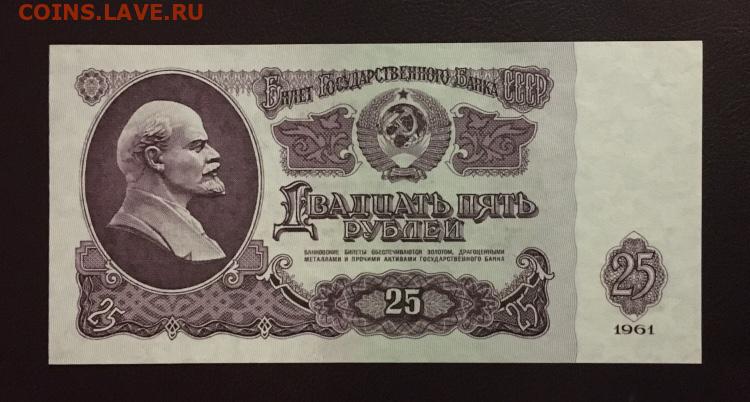 COINS.LAVE.RU
Билет Государственного Банка СССР
Двадцать пять
рублей
БАНКОВСКИЕ БИЛЕТЫ ОБЕСПЕЧИВАЮТСЯ ЗОЛОТОМ, ДРАГОЦЕННЫМИ
МЕТАЛЛАМИ И ПРОЧИМИ АКТИВАМИ ГОСУДАРСТВЕННОГО БАНКА
25
25
25
25
1961